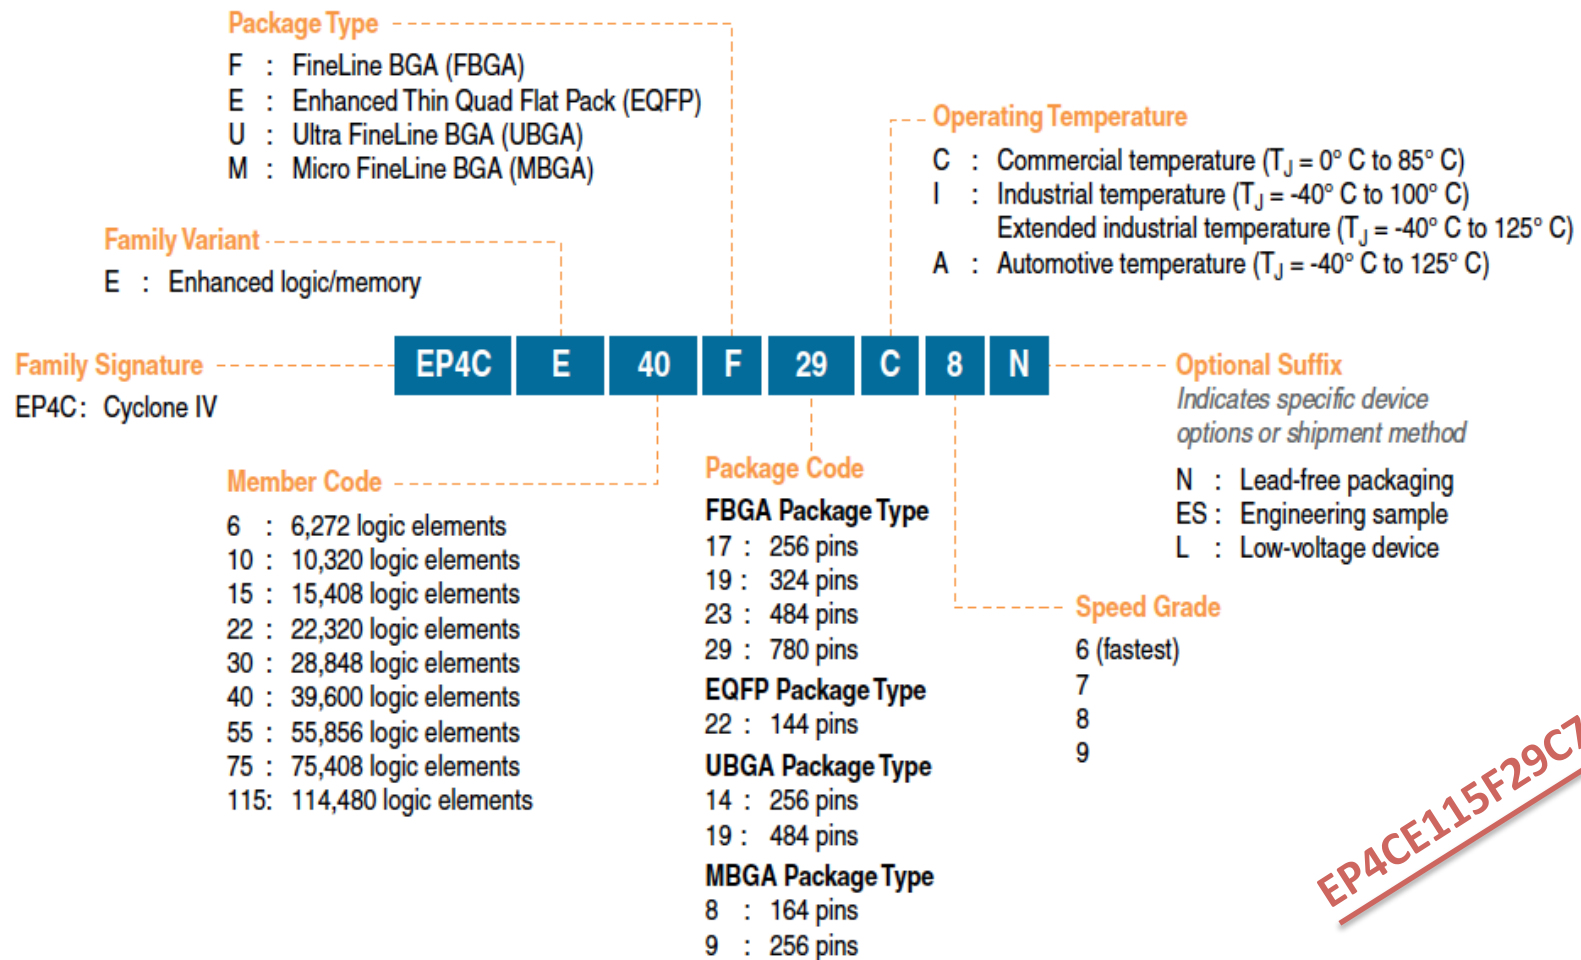 Package Type
F : FineLine BGA (FBGA)
E : Enhanced Thin Quad Flat Pack (EQFP)
U : Ultra FineLine BGA (UBGA)
M : Micro FineLine BGA (MBGA)
Operating Temperature
C : Commercial temperature (TJ = 0° C to 85° C)
I : Industrial temperature (TJ = -40° C to 100° C)
Extended industrial temperature (TJ = -40° C to 125° C)
A : Automotive temperature (TJ = -40° C to 125° C)
Family Variant
E : Enhanced logic/memory
Family Signature
EP4C : Cyclone IV
EP4C E 40 F 29 C 8 N
Optional Suffix
Indicates specific device
options or shipment method
N : Lead-free packaging
ES : Engineering sample
L : Low-voltage device
Member Code
6 : 6,272 logic elements
10 : 10,320 logic elements
15 : 15,408 logic elements
22 : 22,320 logic elements
30 : 28,848 logic elements
40 : 39,600 logic elements
55 : 55,856 logic elements
75 : 75,408 logic elements
115: 114,480 logic elements
Package Code
FBGA Package Type
17 : 256 pins
19 : 324 pins
23 : 484 pins
29 : 780 pins
EQFP Package Type
22 : 144 pins
UBGA Package Type
14 : 256 pins
19 : 484 pins
MBGA Package Type
8 : 164 pins
9 : 256 pins
Speed Grade
6 (fastest)
7
8
9
EP4CE115F29C7